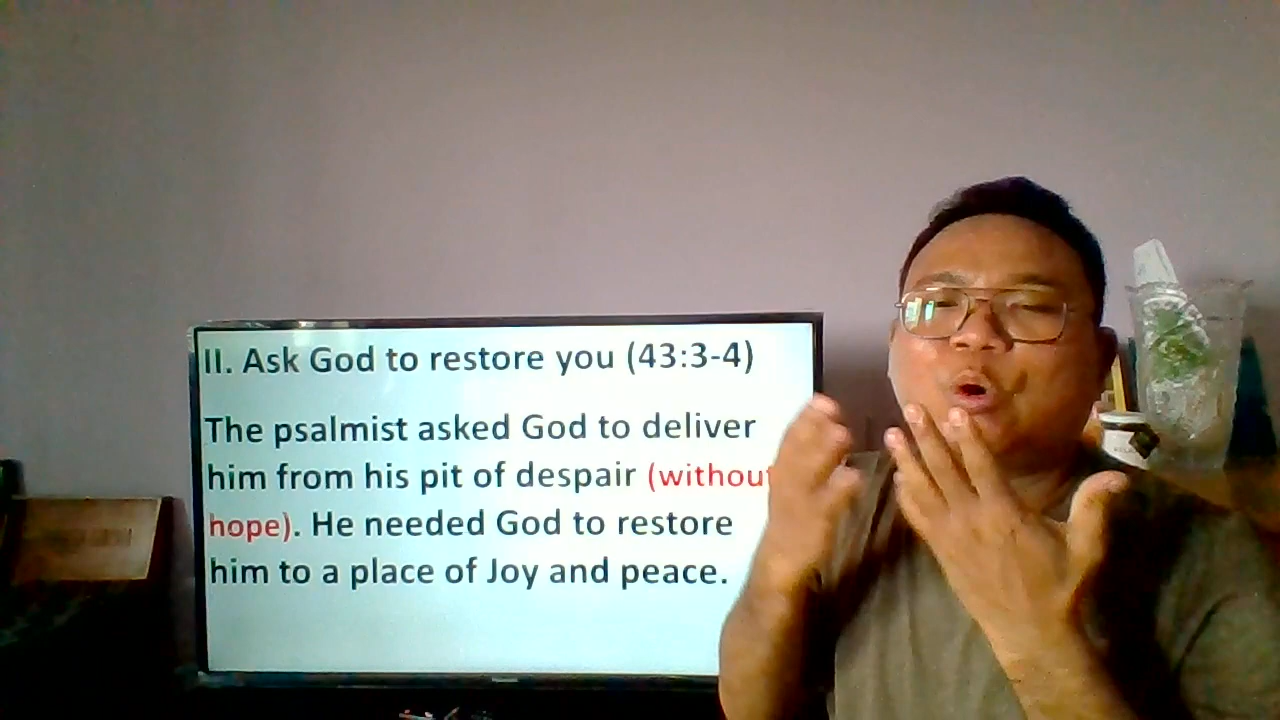 II. Ask God to restore you (43:3-4)
The psalmist asked God to deliver
him from his pit of despair (without
hope). He needed God to restore
him to a place of Joy and peace.